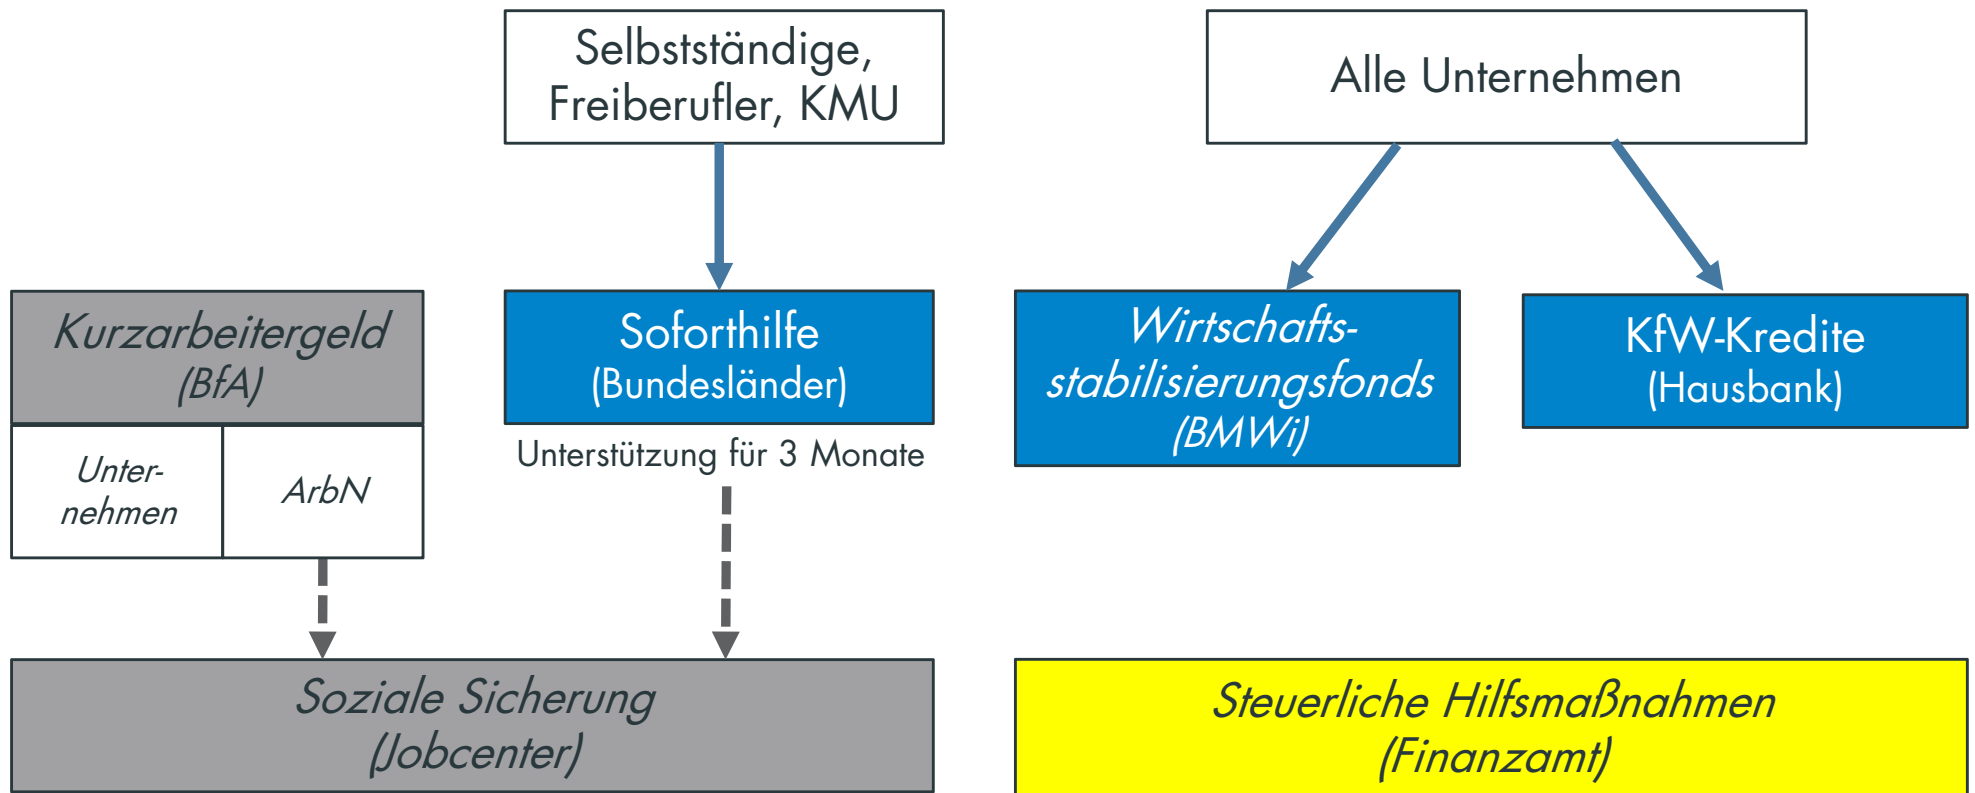 Selbstständige,
Freiberufler, KMU
Alle Unternehmen
Kurzarbeitergeld
(BfA)
Unter-
nehmen
ArbN
Soforthilfe
(Bundesländer)
Unterstützung für 3 Monate
Wirtschafts-
stabilisierungsfonds
(BMWi)
KfW-Kredite
(Hausbank)
Soziale Sicherung
(Jobcenter)
Steuerliche Hilfsmaßnahmen
(Finanzamt)